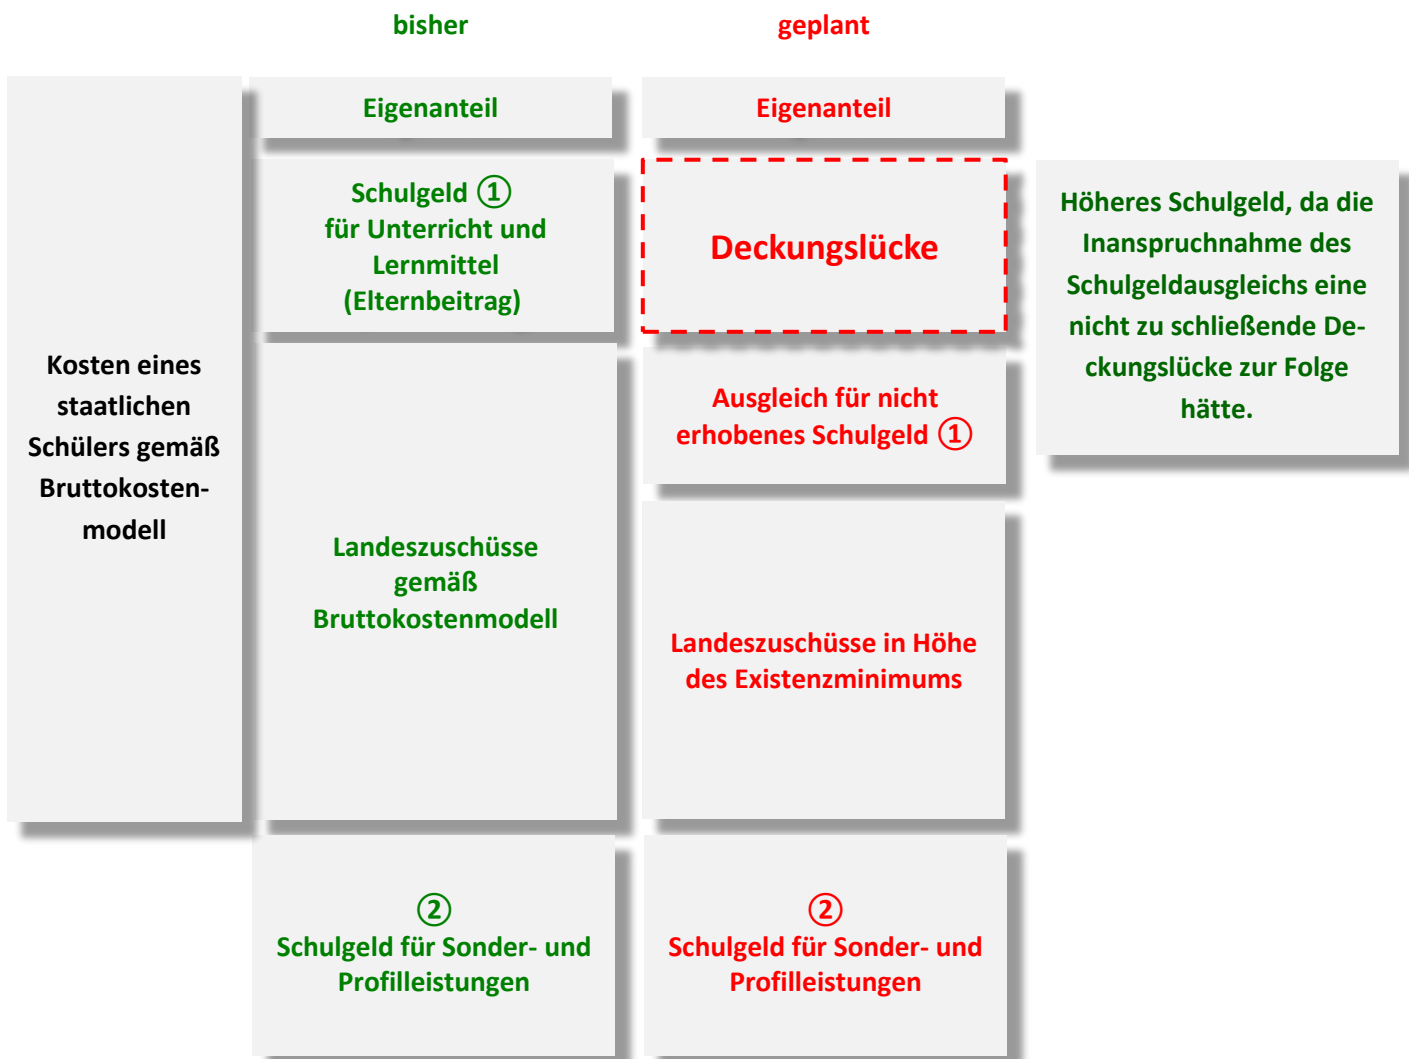 bisher
geplant
Kosten eines
staatlichen
Schülers gemäß
Bruttokosten-
modell
Eigenanteil
Schulgeld ①
für Unterricht und
Lernmittel
(Elternbeitrag)
Landeszuschüsse
gemäß
Bruttokostenmodell
②
Schulgeld für Sonder- und
Profilleistungen
Eigenanteil
Deckungslücke
Ausgleich für nicht
erhobenes Schulgeld ①
Landeszuschüsse in Höhe
des Existenzminimums
②
Schulgeld für Sonder- und
Profilleistungen
Höheres Schulgeld, da die
Inanspruchnahme des
Schulgeldausgleichs eine
nicht zu schließende De-
ckungslücke zur Folge
hätte.